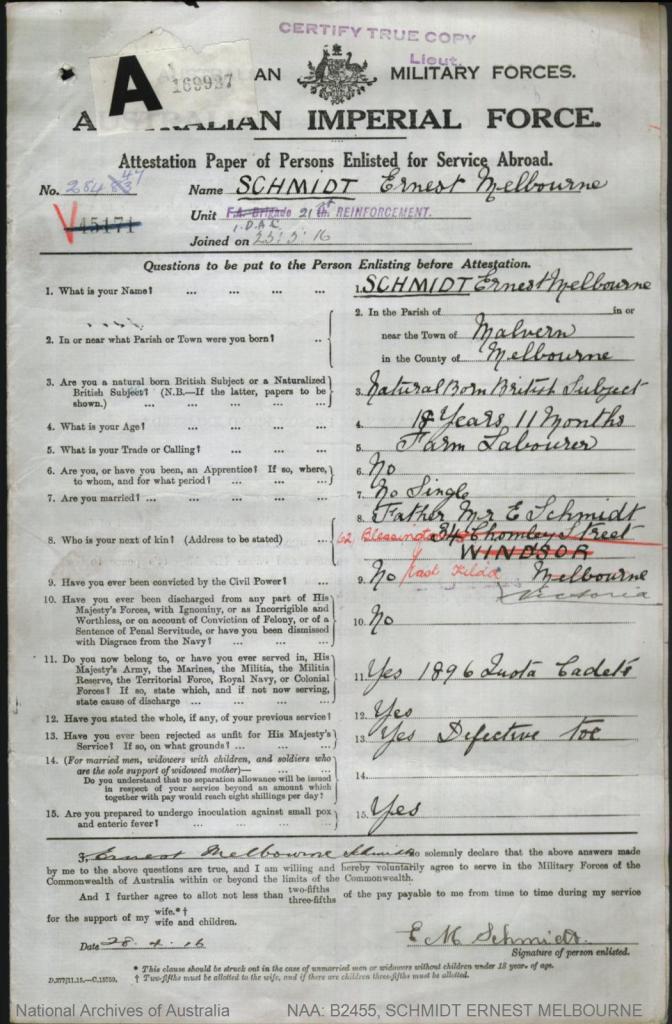 CERTIFY TRUE COPY
Lieut.
A
169937
AN MILITARY FORCES.
AUSTRALIAN IMPERIAL FORCE.
Attestation Paper of Persons Enlisted for Service Abroad.
No. 28447 Name SCHMIDT Ernest Melbourne
45171
Unit F.A. Brigade 21st REINFORCEMENT.
1.D.A.C.
Joined on 23.3.16
Questions to be put to the Person Enlisting before Attestation.
1. What is your Name? ... ... ... ... 1. SCHMIDT Ernest Melbourne
2. In or near what Parish or Town were you born? ... 2. In the Parish of in or
near the Town of Malvern
in the County of Melbourne
3. Are you a natural born British Subject or a Naturalized
British Subject? (N.B.—If the latter, papers to be
shown.) ... ... ... ... 3. Natural Born British Subject
4. What is your Age? ... ... ... 4. 18 Years 11 Months
5. What is your Trade or Calling? ... ... 5. Farm Labourer
6. Are you, or have you been, an Apprentice? If so, where,
to whom, and for what period? ... ... 6. No
7. Are you married? ... ... ... ... 7. No Single
8. Who is your next of kin? (Address to be stated) ... 8. Father Mr E Schmidt
62 Blessington St 34 Chomley Street
WINDSOR
East Kilda Melbourne
Victoria
9. Have you ever been convicted by the Civil Power? ... 9. No
10. Have you ever been discharged from any part of His
Majesty's Forces, with Ignominy, or as Incorrigible and
Worthless, or on account of Conviction of Felony, or of a
Sentence of Penal Servitude, or have you been dismissed
with Disgrace from the Navy? ... ... ... 10. No
11. Do you now belong to, or have you ever served in, His
Majesty's Army, the Marines, the Militia, the Militia
Reserve, the Territorial Force, Royal Navy, or Colonial
Forces? If so, state which, and if not now serving,
state cause of discharge ... ... ... 11. Yes 1896 Quota Cadets
12. Have you stated the whole, if any, of your previous service? 12. Yes
13. Have you ever been rejected as unfit for His Majesty's
Service? If so, on what grounds? ... ... ... 13. Yes Defective toe
14. (For married men, widowers with children, and soldiers who
are the sole support of widowed mother)— ... ...
Do you understand that no separation allowance will be issued
in respect of your service beyond an amount which
together with pay would reach eight shillings per day? 14.
15. Are you prepared to undergo inoculation against small pox
and enteric fever? ... ... ... ... 15. Yes
I, Ernest Melbourne Schmidt do solemnly declare that the above answers made
by me to the above questions are true, and I am willing and hereby voluntarily agree to serve in the Military Forces of the
Commonwealth of Australia within or beyond the limits of the Commonwealth.
And I further agree to allot not less than two-fifths three-fifths of the pay payable to me from time to time during my service
for the support of my wife.*† wife and children.
Date 28.4.16
E M Schmidt
Signature of person enlisted.
* This clause should be struck out in the case of unmarried men or widowers without children under 18 years of age.
† Two-fifths must be allotted to the wife, and if there are children three-fifths must be allotted.
D.377/11.15.—C.15759.
National Archives of Australia NAA: B2455, SCHMIDT ERNEST MELBOURNE